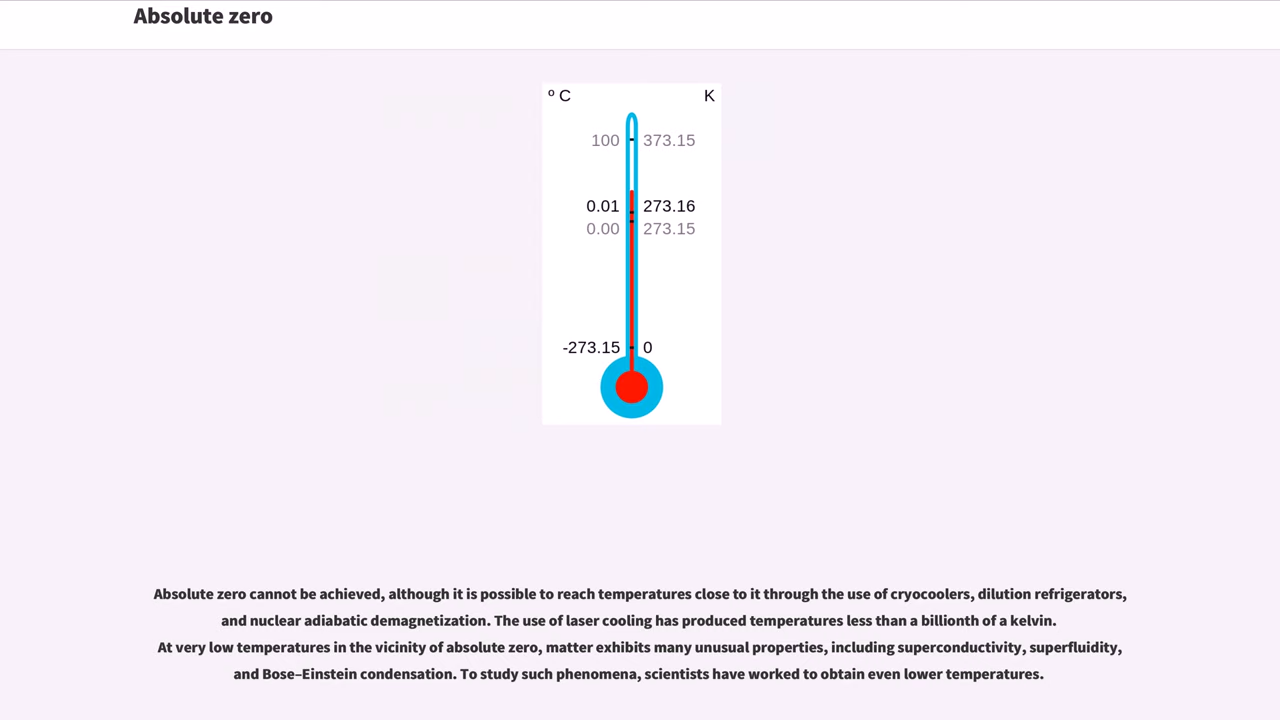 Absolute zero
º C K
100 373.15
0.01 273.16
0.00 273.15
-273.15 0
Absolute zero cannot be achieved, although it is possible to reach temperatures close to it through the use of cryocoolers, dilution refrigerators,
and nuclear adiabatic demagnetization. The use of laser cooling has produced temperatures less than a billionth of a kelvin.
At very low temperatures in the vicinity of absolute zero, matter exhibits many unusual properties, including superconductivity, superfluidity,
and Bose–Einstein condensation. To study such phenomena, scientists have worked to obtain even lower temperatures.